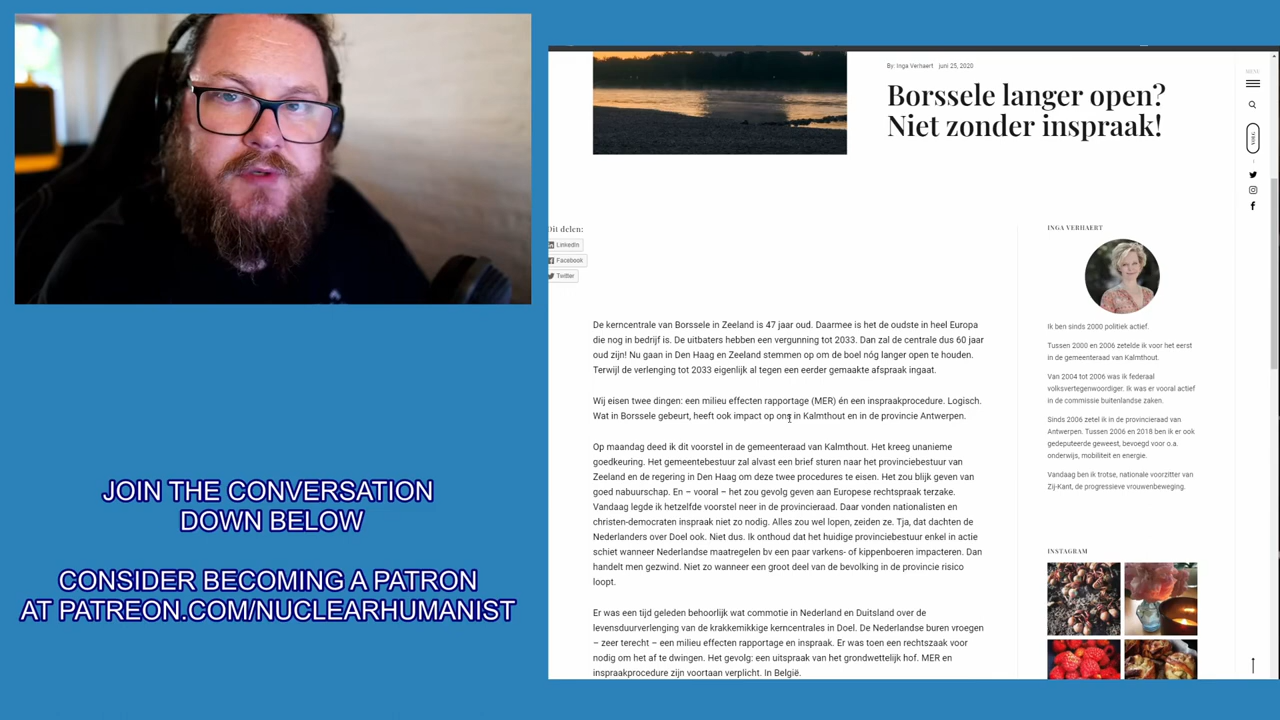 By: Inga Verhaert juni 25, 2020
Borssele langer open?
Niet zonder inspraak!
MENU
VOLG
Dit delen:
LinkedIn
Facebook
Twitter
De kerncentrale van Borssele in Zeeland is 47 jaar oud. Daarmee is het de oudste in heel Europa
die nog in bedrijf is. De uitbaters hebben een vergunning tot 2033. Dan zal de centrale dus 60 jaar
oud zijn! Nu gaan in Den Haag en Zeeland stemmen op om de boel nóg langer open te houden.
Terwijl de verlenging tot 2033 eigenlijk al tegen een eerder gemaakte afspraak ingaat.
Wij eisen twee dingen: een milieu effecten rapportage (MER) én een inspraakprocedure. Logisch.
Wat in Borssele gebeurt, heeft ook impact op ons in Kalmthout en in de provincie Antwerpen.
Op maandag deed ik dit voorstel in de gemeenteraad van Kalmthout. Het kreeg unanieme
goedkeuring. Het gemeentebestuur zal alvast een brief sturen naar het provinciebestuur van
Zeeland en de regering in Den Haag om deze twee procedures te eisen. Het zou blijk geven van
goed nabuurschap. En – vooral – het zou gevolg geven aan Europese rechtspraak terzake.
Vandaag legde ik hetzelfde voorstel neer in de provincieraad. Daar vonden nationalisten en
christen-democraten inspraak niet zo nodig. Alles zou wel lopen, zeiden ze. Tja, dat dachten de
Nederlanders over Doel ook. Niet dus. Ik onthoud dat het huidige provinciebestuur enkel in actie
schiet wanneer Nederlandse maatregelen bv een paar varkens- of kippenboeren impacteren. Dan
handelt men gezwind. Niet zo wanneer een groot deel van de bevolking in de provincie risico
loopt.
Er was een tijd geleden behoorlijk wat commotie in Nederland en Duitsland over de
levensduurverlenging van de krakkemikkige kerncentrales in Doel. De Nederlandse buren vroegen
– zeer terecht – een milieu effecten rapportage en inspraak. Er was toen een rechtszaak voor
nodig om het af te dwingen. Het gevolg: een uitspraak van het grondwettelijk hof. MER en
inspraakprocedure zijn voortaan verplicht. In België.
INGA VERHAERT
Ik ben sinds 2000 politiek actief.
Tussen 2000 en 2006 zetelde ik voor het eerst
in de gemeenteraad van Kalmthout.
Van 2004 tot 2006 was ik federaal
volksvertegenwoordiger. Ik was er vooral actief
in de commissie buitenlandse zaken.
Sinds 2006 zetel ik in de provincieraad van
Antwerpen. Tussen 2006 en 2018 ben ik er ook
gedeputeerde geweest, bevoegd voor o.a.
onderwijs, mobiliteit en energie.
Vandaag ben ik trotse, nationale voorzitter van
Zij-Kant, de progressieve vrouwenbeweging.
INSTAGRAM
JOIN THE CONVERSATION
DOWN BELOW
CONSIDER BECOMING A PATRON
AT PATREON.COM/NUCLEARHUMANIST